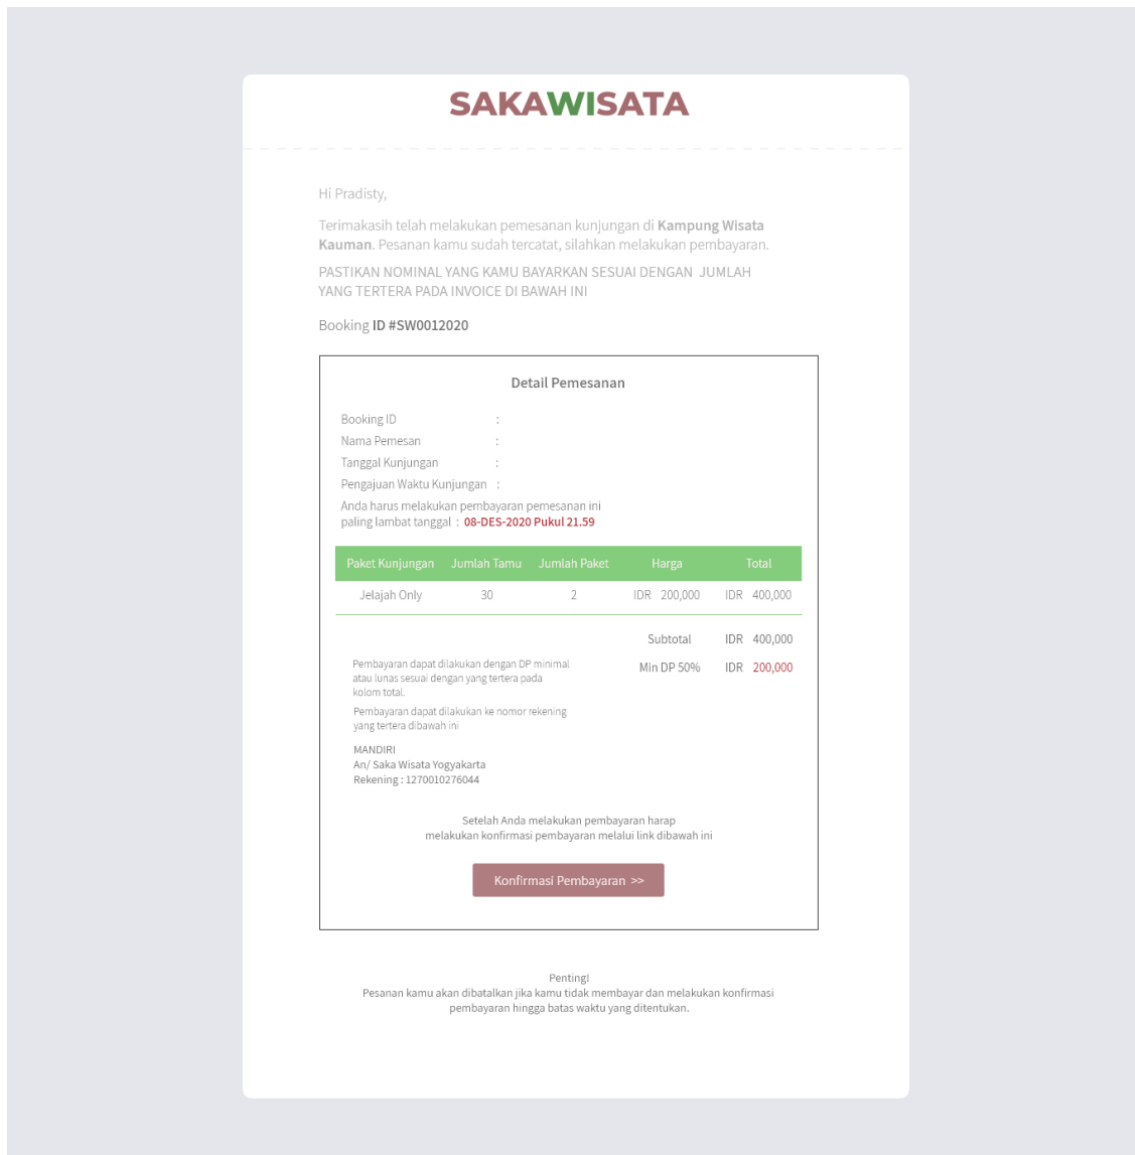 SAKAWISATA
Hi Pradisty,
Terimakasih telah melakukan pemesanan kunjungan di Kampung Wisata
Kauman. Pesanan kamu sudah tercatat, silahkan melakukan pembayaran.
PASTIKAN NOMINAL YANG KAMU BAYARKAN SESUAI DENGAN JUMLAH
YANG TERTERA PADA INVOICE DI BAWAH INI
Booking ID #SW0012020
Detail Pemesanan
Booking ID :
Nama Pemesan :
Tanggal Kunjungan :
Pengajuan Waktu Kunjungan :
Anda harus melakukan pembayaran pemesanan ini
paling lambat tanggal : 08-DES-2020 Pukul 21.59
Paket Kunjungan Jumlah Tamu Jumlah Paket Harga Total
Jelajah Only 30 2 IDR 200,000 IDR 400,000
Subtotal IDR 400,000
Min DP 50% IDR 200,000
Pembayaran dapat dilakukan dengan DP minimal
atau lunas sesuai dengan yang tertera pada
kolom total.
Pembayaran dapat dilakukan ke nomor rekening
yang tertera dibawah ini
MANDIRI
An/ Saka Wisata Yogyakarta
Rekening : 1270010276044
Setelah Anda melakukan pembayaran harap
melakukan konfirmasi pembayaran melalui link dibawah ini
Konfirmasi Pembayaran >>
Penting!
Pesanan kamu akan dibatalkan jika kamu tidak membayar dan melakukan konfirmasi
pembayaran hingga batas waktu yang ditentukan.